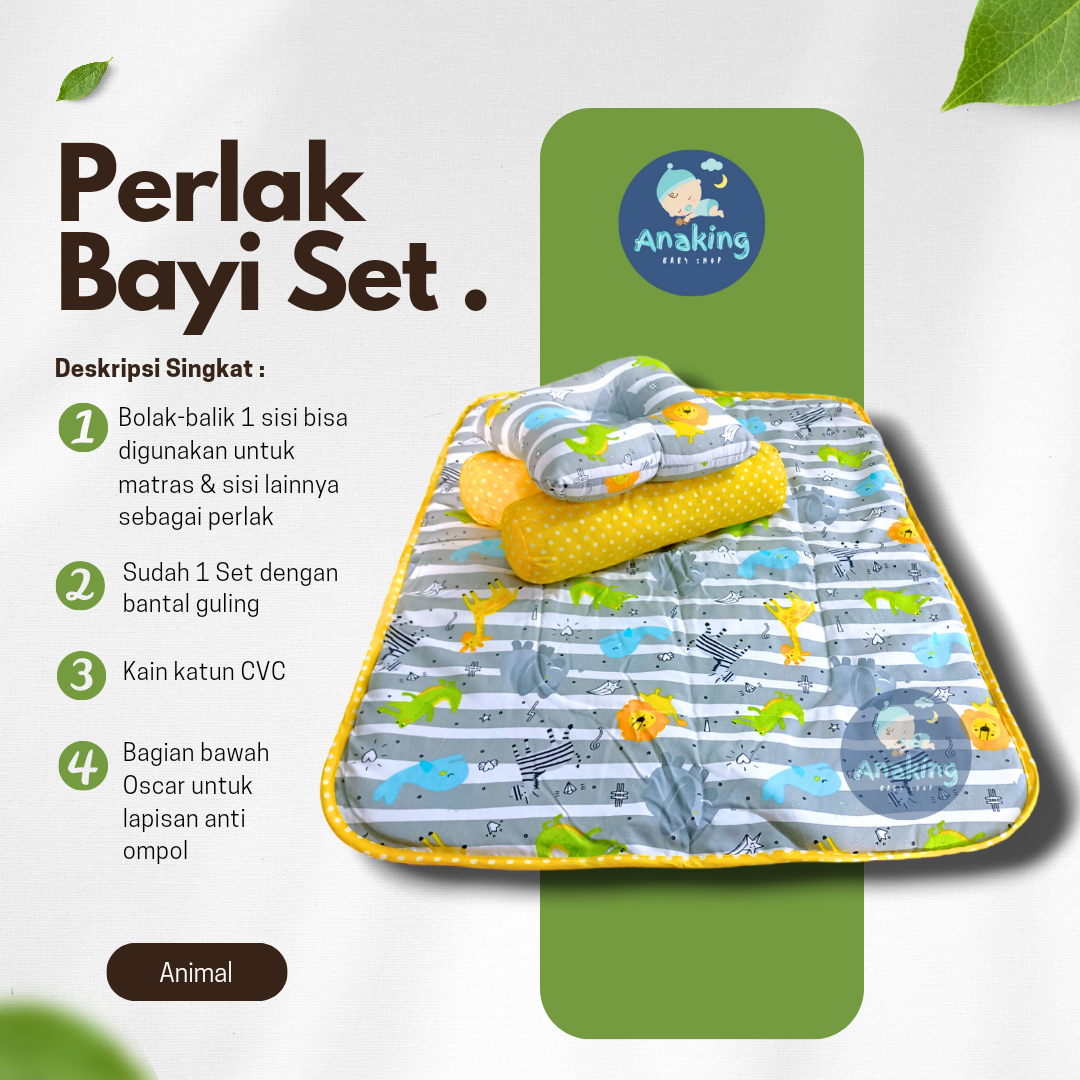 Perlak
Bayi Set .
Deskripsi Singkat :
1 Bolak-balik 1 sisi bisa
digunakan untuk
matras & sisi lainnya
sebagai perlak
2 Sudah 1 Set dengan
bantal guling
3 Kain katun CVC
4 Bagian bawah
Oscar untuk
lapisan anti
ompol
Animal
Anaking
BABY SHOP
Anaking
BABY SHOP